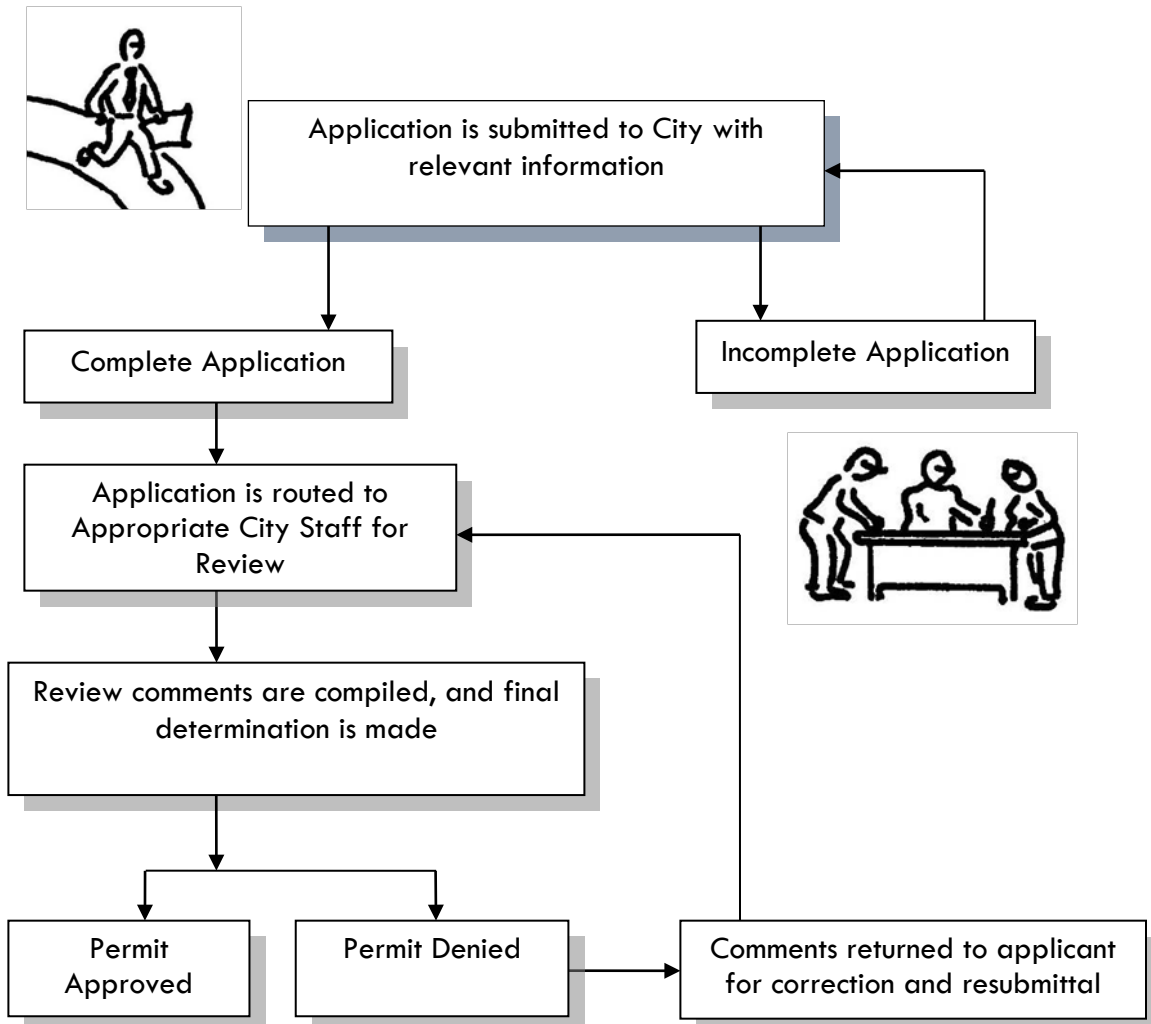 Application is submitted to City with
relevant information
Complete Application
Incomplete Application
Application is routed to
Appropriate City Staff for
Review
Review comments are compiled, and final
determination is made
Permit
Approved
Permit Denied
Comments returned to applicant
for correction and resubmittal